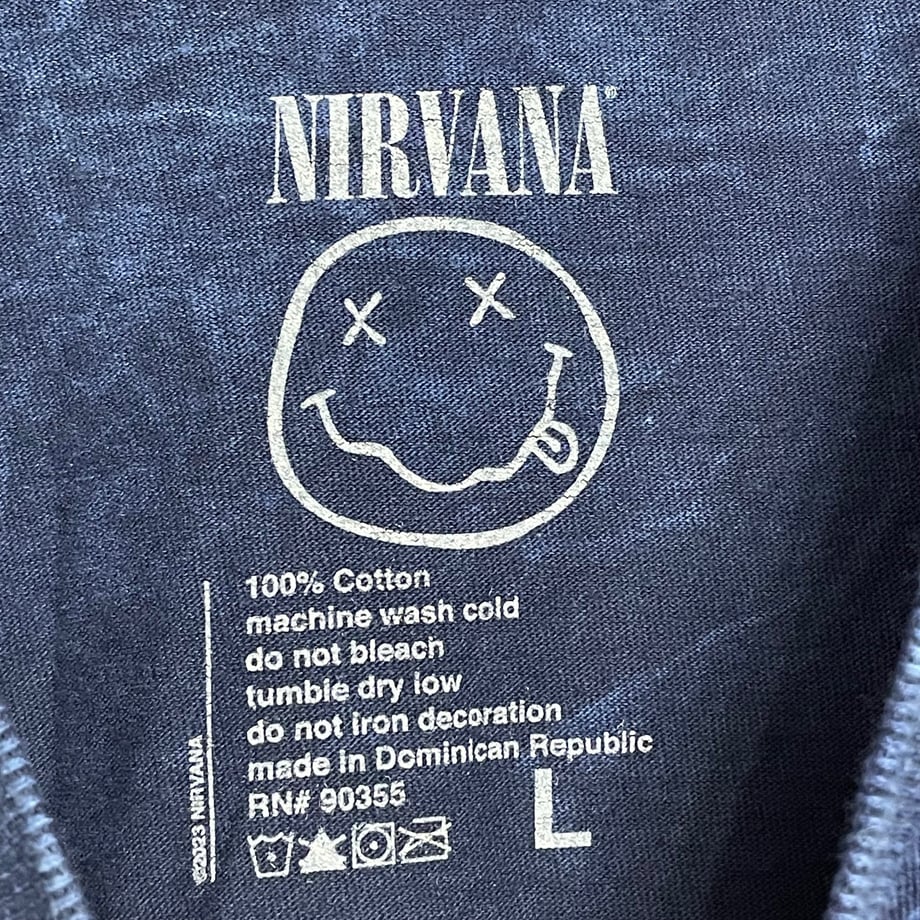 NIRVANA®
100% Cotton
machine wash cold
do not bleach
tumble dry low
do not iron decoration
made in Dominican Republic
RN# 90355
L
©2023 NIRVANA